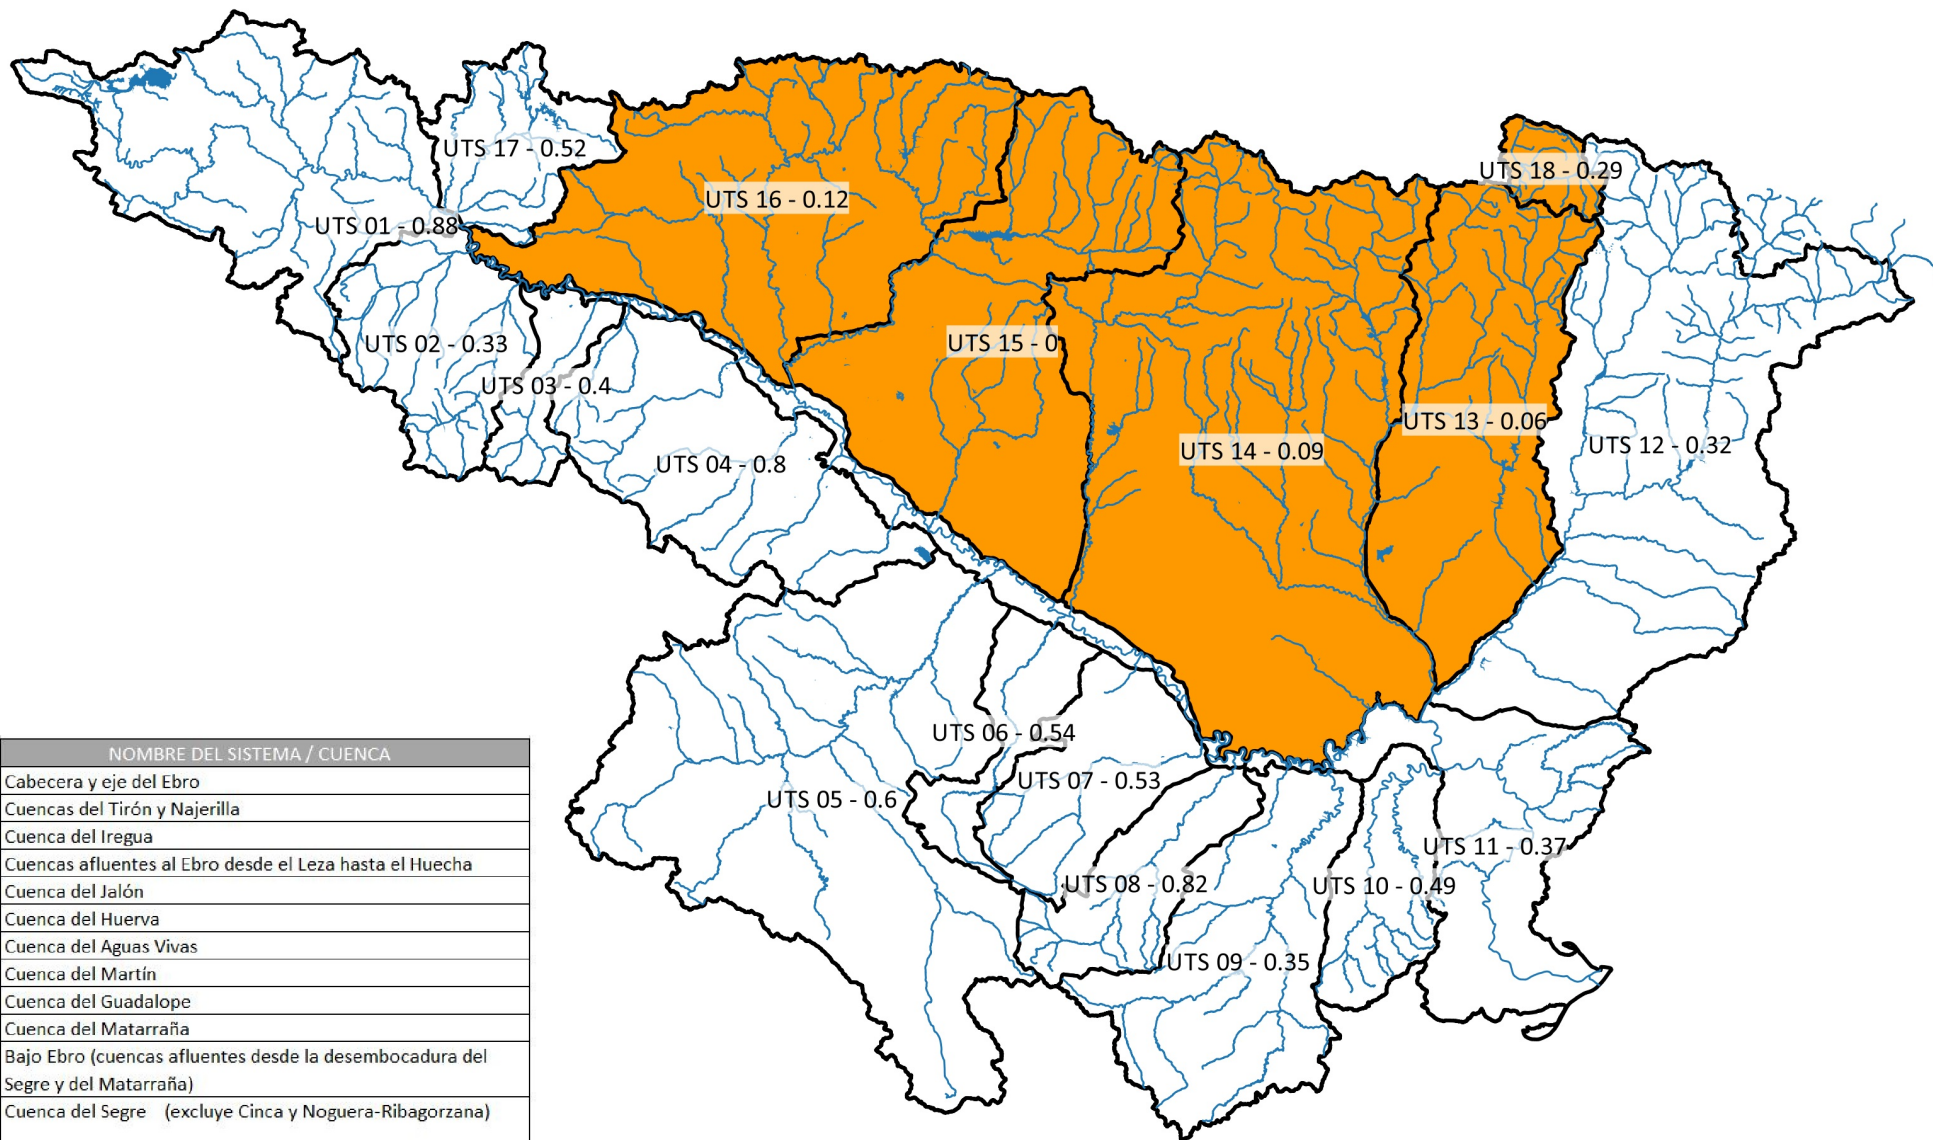 UTS 17 - 0.52
UTS 18 - 0.29
UTS 16 - 0.12
UTS 01 - 0.88
UTS 02 - 0.33
UTS 15 - 0
UTS 03 - 0.4
UTS 13 - 0.06
UTS 12 - 0.32
UTS 14 - 0.09
UTS 04 - 0.8
UTS 06 - 0.54
UTS 07 - 0.53
UTS 05 - 0.6
UTS 11 - 0.37
UTS 08 - 0.82
UTS 10 - 0.49
UTS 09 - 0.35
NOMBRE DEL SISTEMA / CUENCA
Cabecera y eje del Ebro
Cuencas del Tirón y Najerilla
Cuenca del Iregua
Cuencas afluentes al Ebro desde el Leza hasta el Huecha
Cuenca del Jalón
Cuenca del Huerva
Cuenca del Aguas Vivas
Cuenca del Martín
Cuenca del Guadalope
Cuenca del Matarraña
Bajo Ebro (cuencas afluentes desde la desembocadura del
Segre y del Matarraña)
Cuenca del Segre (excluye Cinca y Noguera-Ribagorzana)